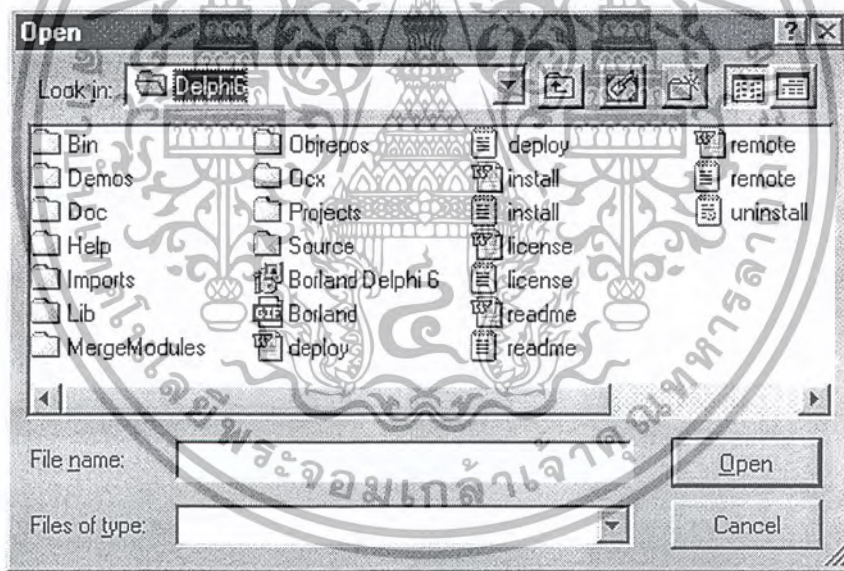 Open
Look in: Delphi6
Bin
Demos
Doc
Help
Imports
Lib
MergeModules
Objrepos
Ocx
Projects
Source
Borland Delphi 6
Borland
deploy
deploy
install
install
license
license
readme
readme
remote
remote
uninstall
File name:
Open
Files of type:
Cancel